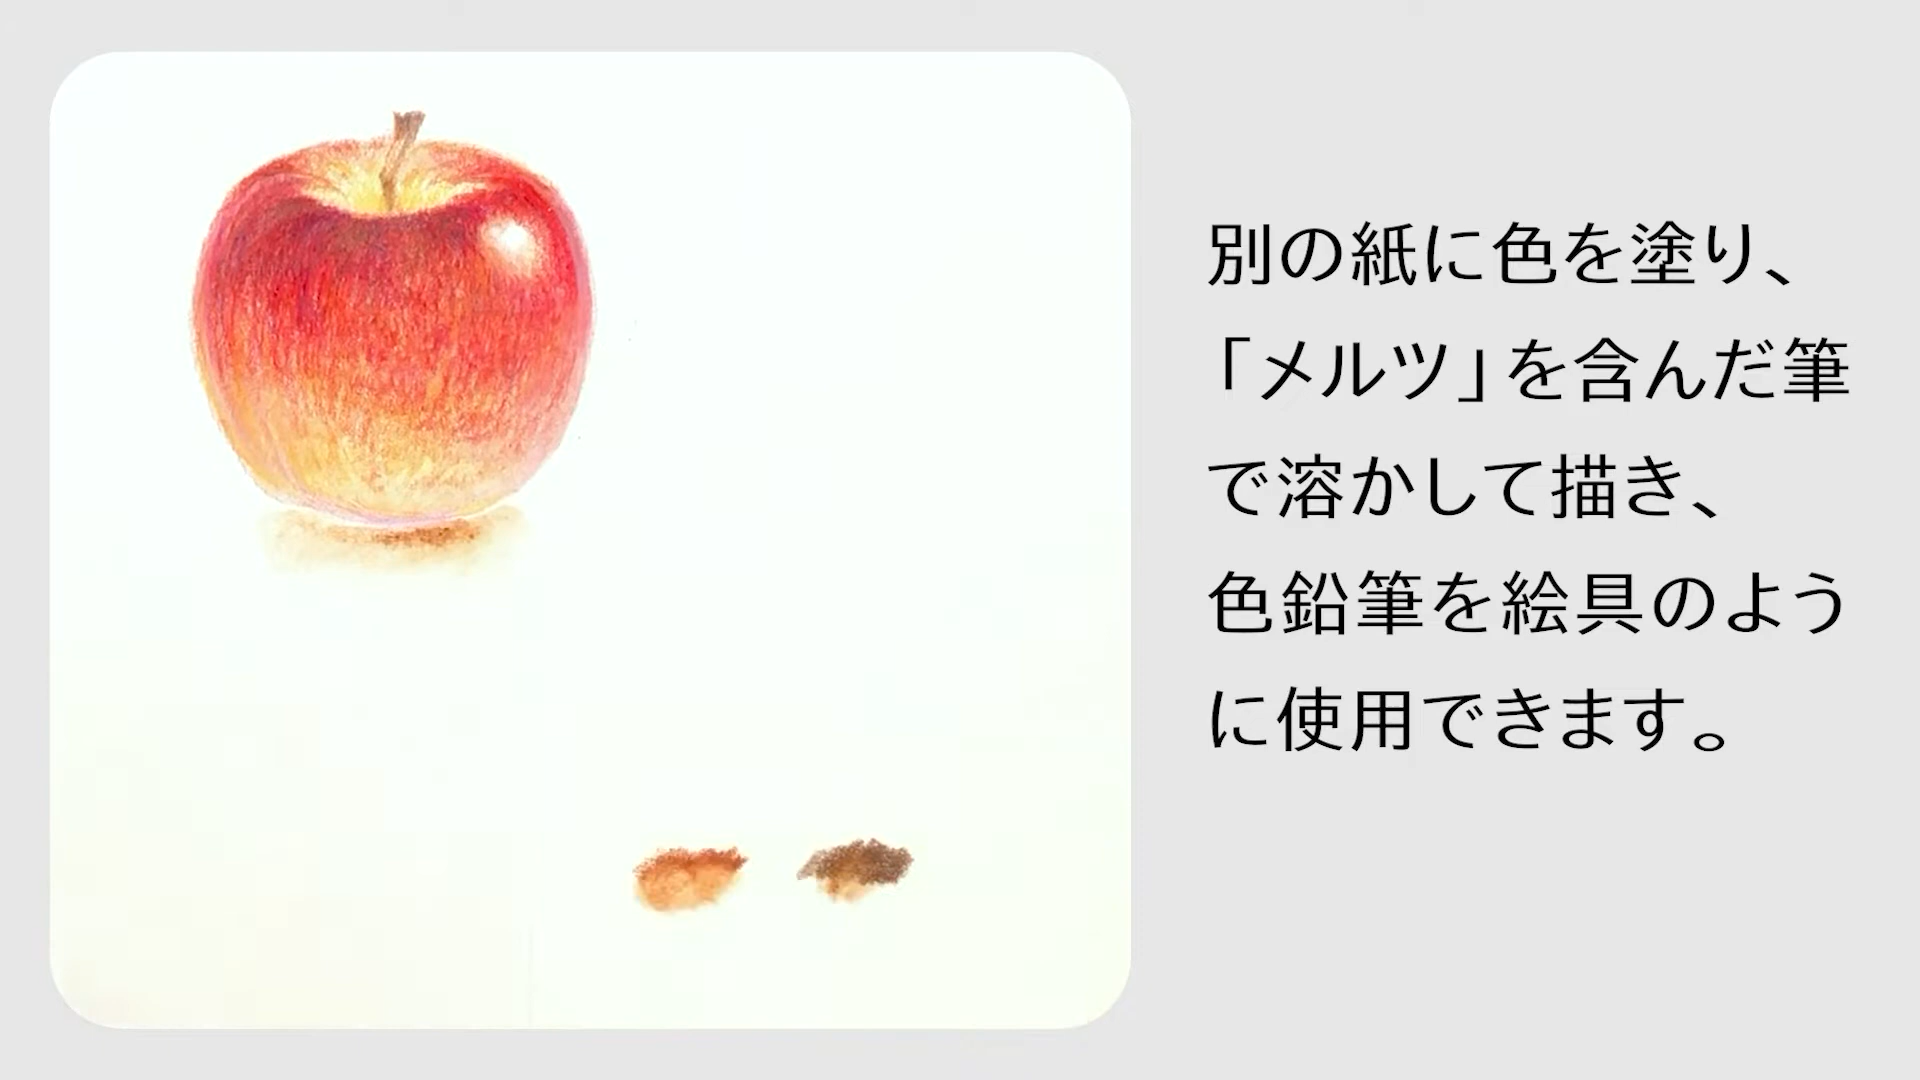 別の紙に色を塗り、
「メルツ」を含んだ筆
で溶かして描き、
色鉛筆を絵具のよう
に使用できます。